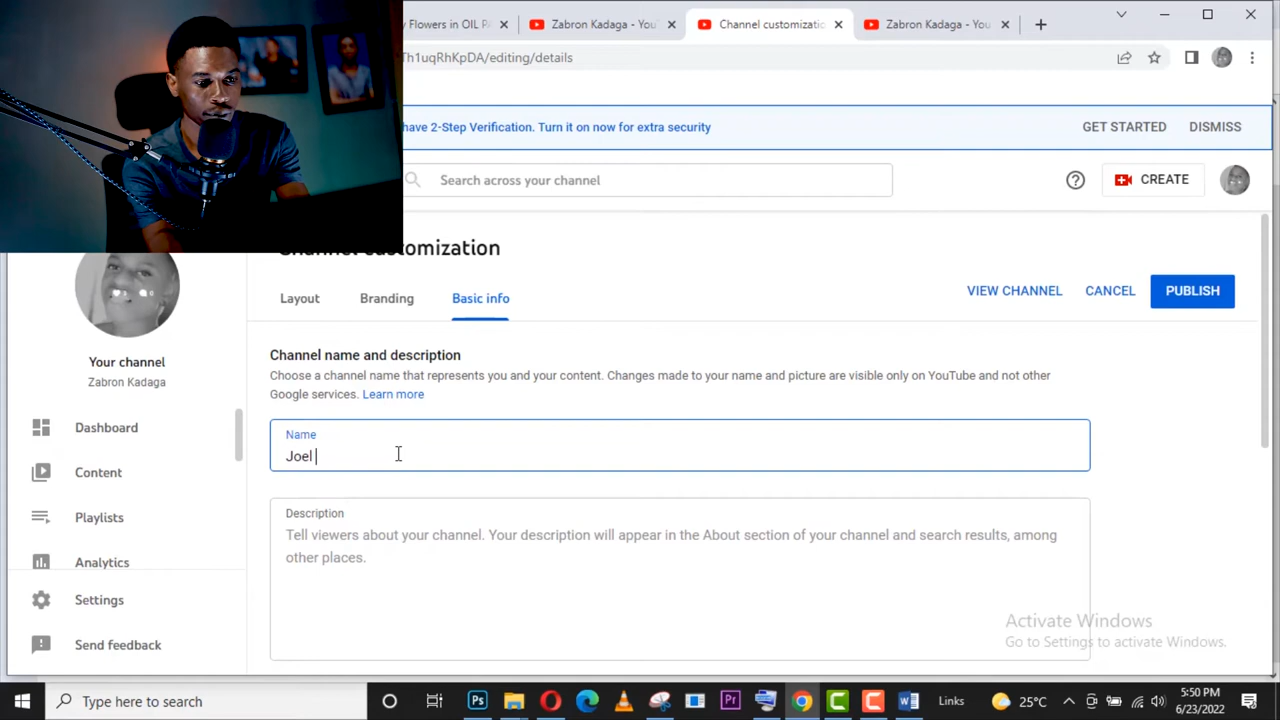 y Flowers in OIL PA
Zabron Kadaga - YouT
Channel customizatio
Zabron Kadaga - You
Th1uqRhKpDA/editing/details
have 2-Step Verification. Turn it on now for extra security
GET STARTED
DISMISS
Search across your channel
CREATE
Channel customization
Layout
Branding
Basic info
VIEW CHANNEL
CANCEL
PUBLISH
Your channel
Zabron Kadaga
Dashboard
Content
Playlists
Analytics
Settings
Send feedback
Channel name and description
Choose a channel name that represents you and your content. Changes made to your name and picture are visible only on YouTube and not other
Google services. Learn more
Name
Joel
Description
Tell viewers about your channel. Your description will appear in the About section of your channel and search results, among
other places.
Activate Windows
Go to Settings to activate Windows.
Type here to search
Ps
Pr
W
Links
25°C
5:50 PM
6/23/2022